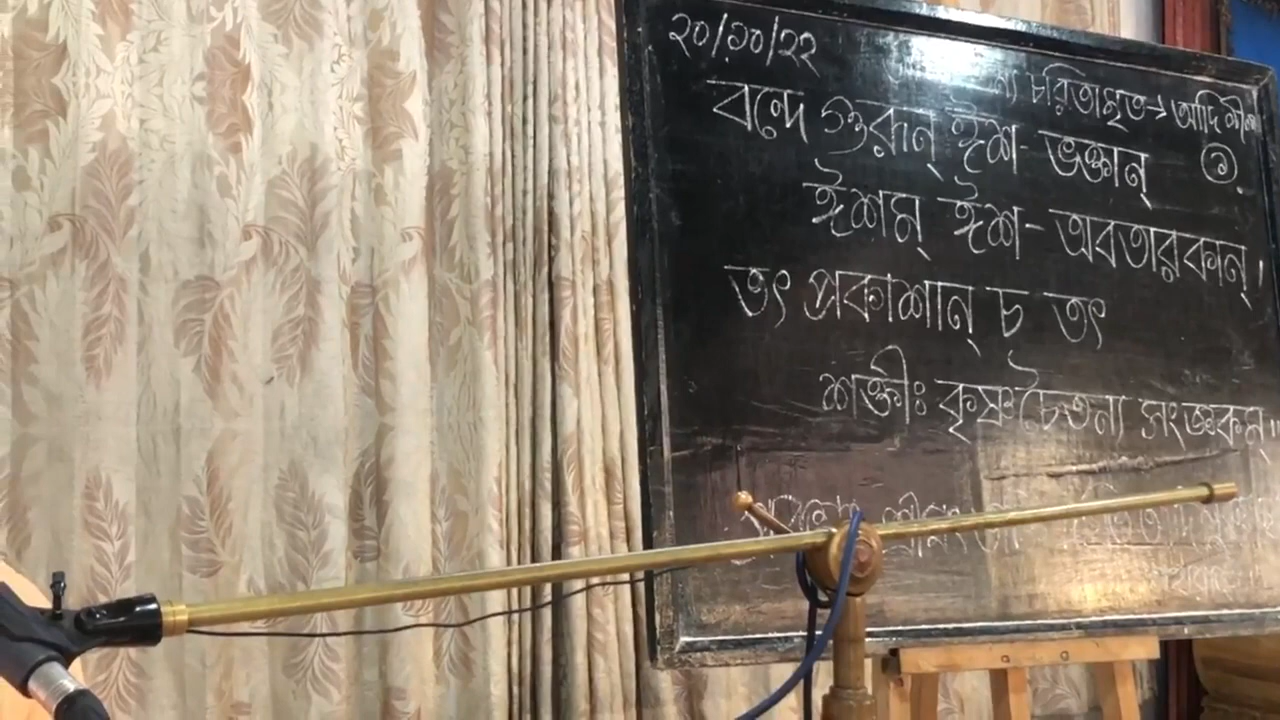 ২০/১০/২২
চরিতামৃত → আদি লীলা
বন্দে গুরূন্ ঈশ-ভক্তান্ ১
ঈশম্ ঈশ-অবতারকান্।
তৎ প্রকাশান্ চ তৎ
শক্তীঃ কৃষ্ণচৈতন্য সংজ্ঞকম্॥